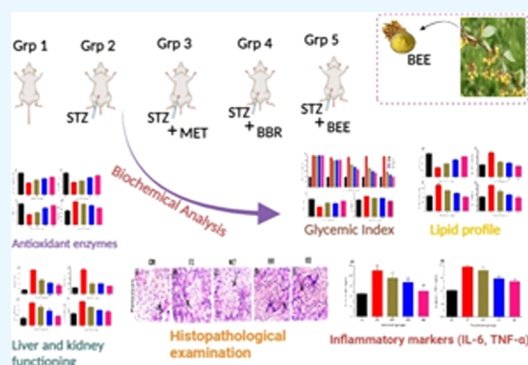 Grp 1
Grp 2
Grp 3
Grp 4
Grp 5
BEE
STZ
STZ
+ MET
STZ
+ BBR
STZ
+ BEE
Biochemical Analysis
Antioxidant enzymes
Glycemic Index
Lipid profile
Liver and kidney
functioning
Histopathological
examination
Inflammatory markers (IL-6, TNF-α)